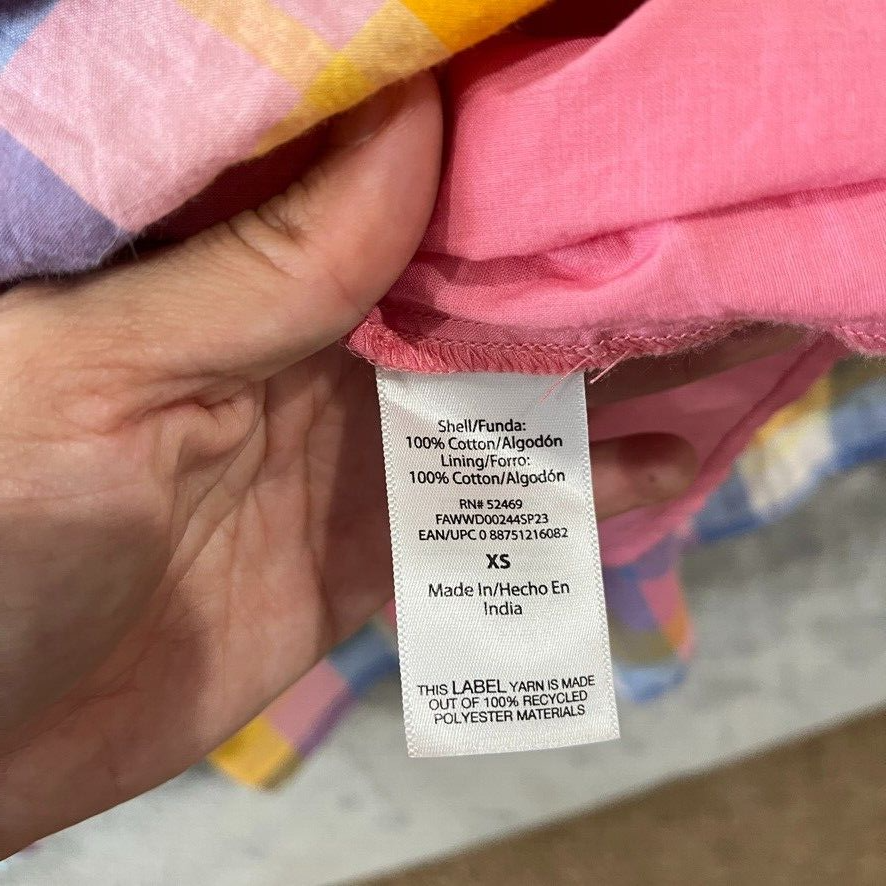 Shell/Funda:
100% Cotton/Algodón
Lining/Forro:
100% Cotton/Algodón
RN# 52469
FAWWD00244SP23
EAN/UPC 0 88751216082
XS
Made In/Hecho En
India
THIS LABEL YARN IS MADE
OUT OF 100% RECYCLED
POLYESTER MATERIALS